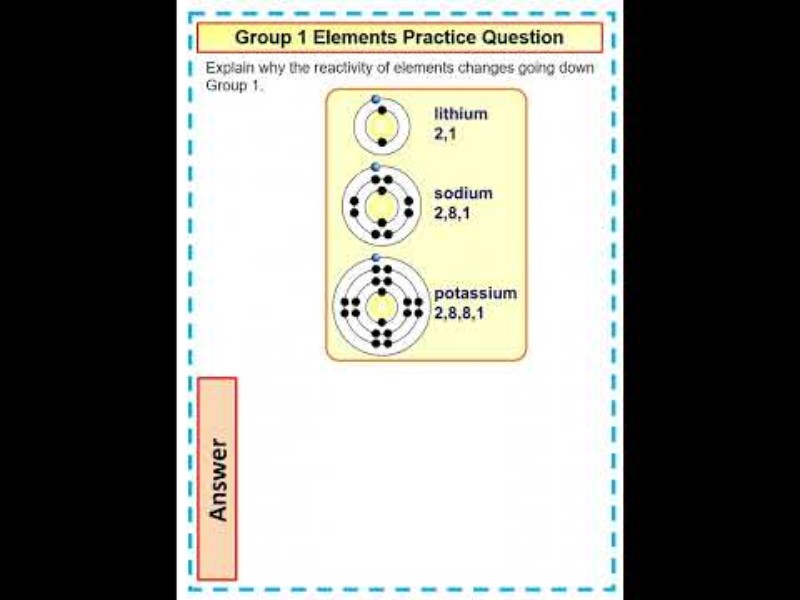 Group 1 Elements Practice Question
Explain why the reactivity of elements changes going down
Group 1.
lithium
2,1
sodium
2,8,1
potassium
2,8,8,1
Answer